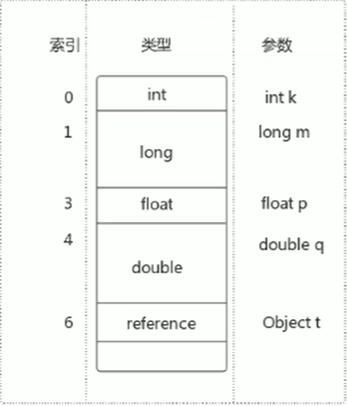 索引 类型 参数
0 int int k
1 long long m
3 float float p
4 double double q
6 reference Object t